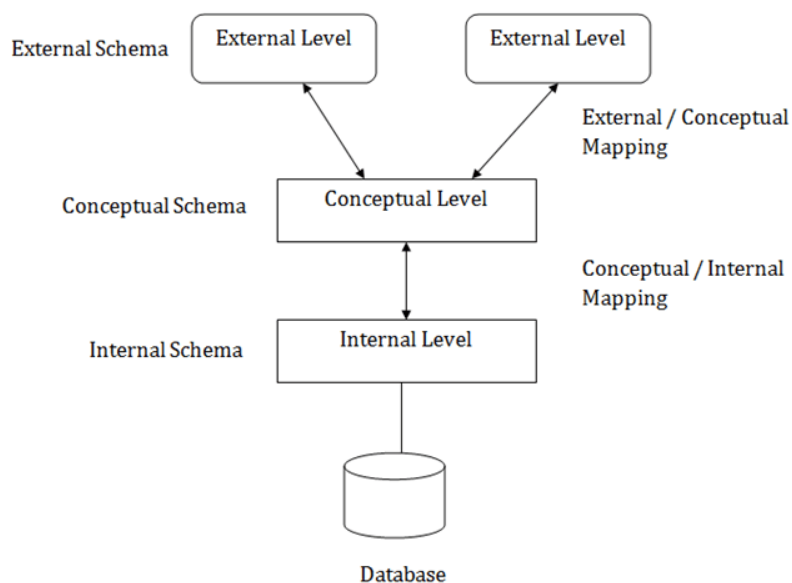 External Schema
External Level
External Level
External / Conceptual
Mapping
Conceptual Schema
Conceptual Level
Conceptual / Internal
Mapping
Internal Schema
Internal Level
Database